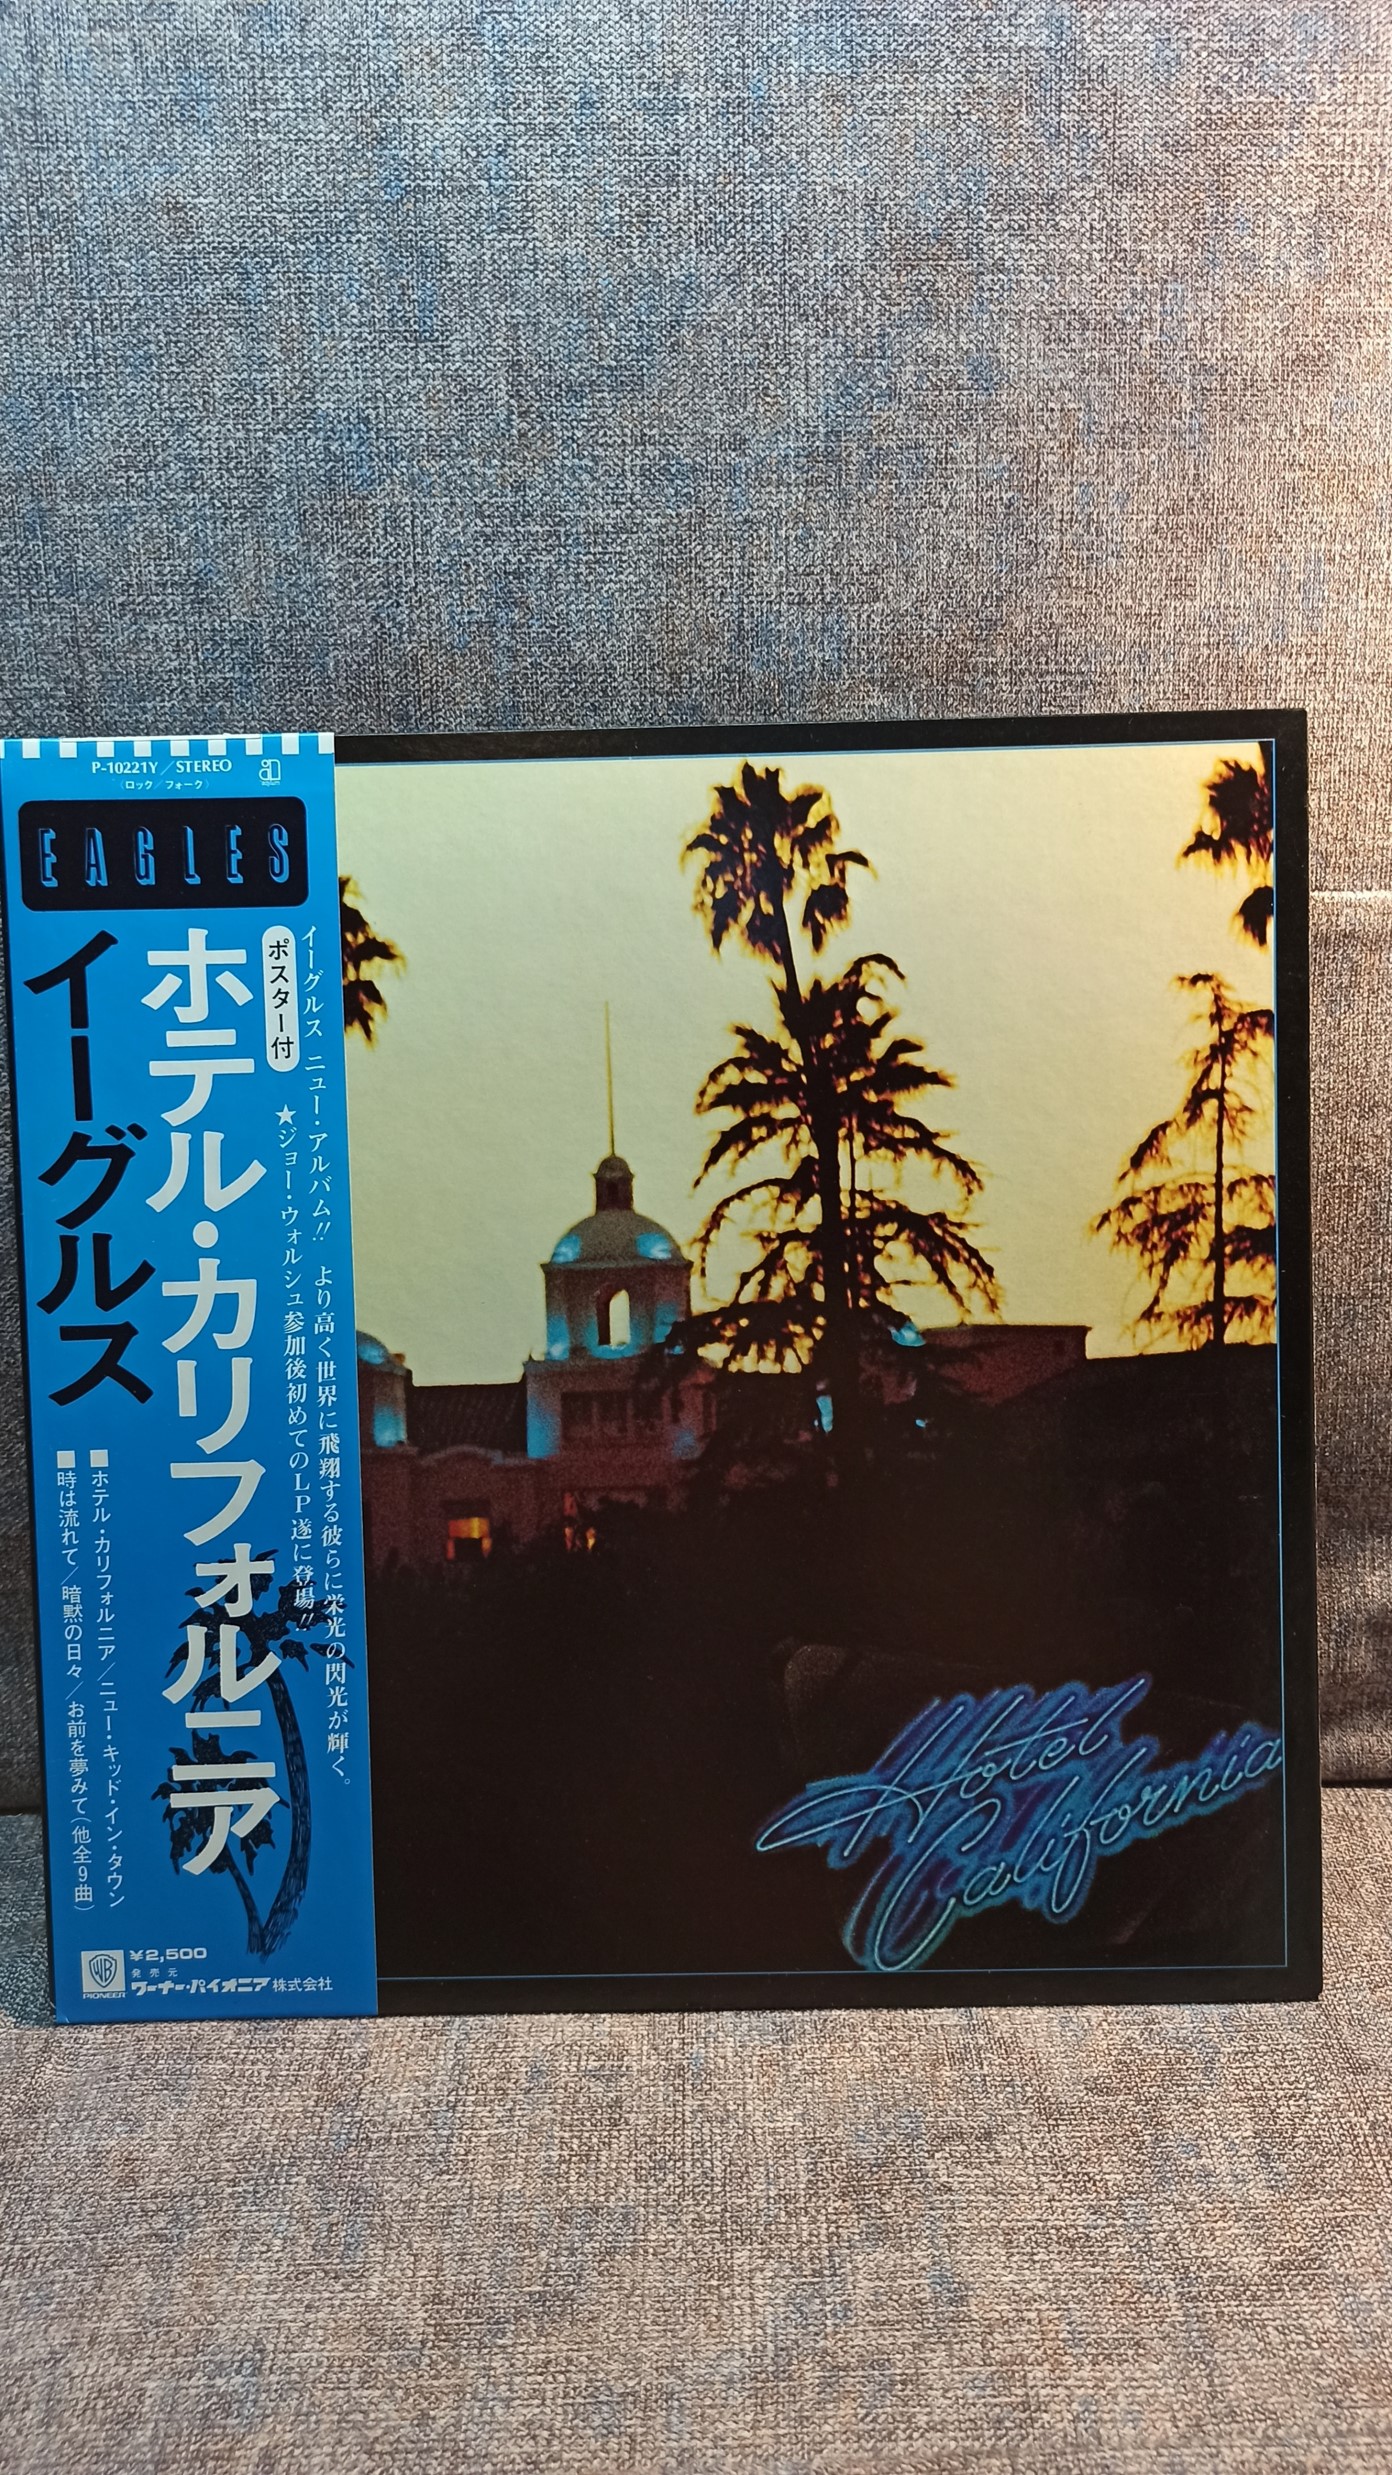 P-10221Y／STEREO
〈ロック／フォーク〉
EAGLES
イーグルス ニュー・アルバム!! より高く世界に飛翔する彼らに栄光の閃光が輝く。
ポスター付
★ジョー・ウォルシュ参加後初めてのLP遂に登場!!
ホテル・カリフォルニア
イーグルス
■ホテル・カリフォルニア／ニュー・キッド・イン・タウン
■時は流れて／暗黙の日々／お前を夢みて（他全9曲）
WB
PIONEER
¥2,500
発売元
ワーナー・パイオニア株式会社
Hotel
California